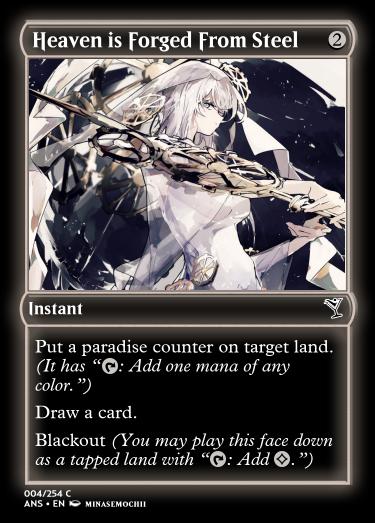 Heaven is Forged From Steel 2
Instant
Put a paradise counter on target land.
(It has “: Add one mana of any
color.”)
Draw a card.
Blackout (You may play this face down
as a tapped land with “: Add .”)
004/254 C
ANS • EN MINASEMOCHII